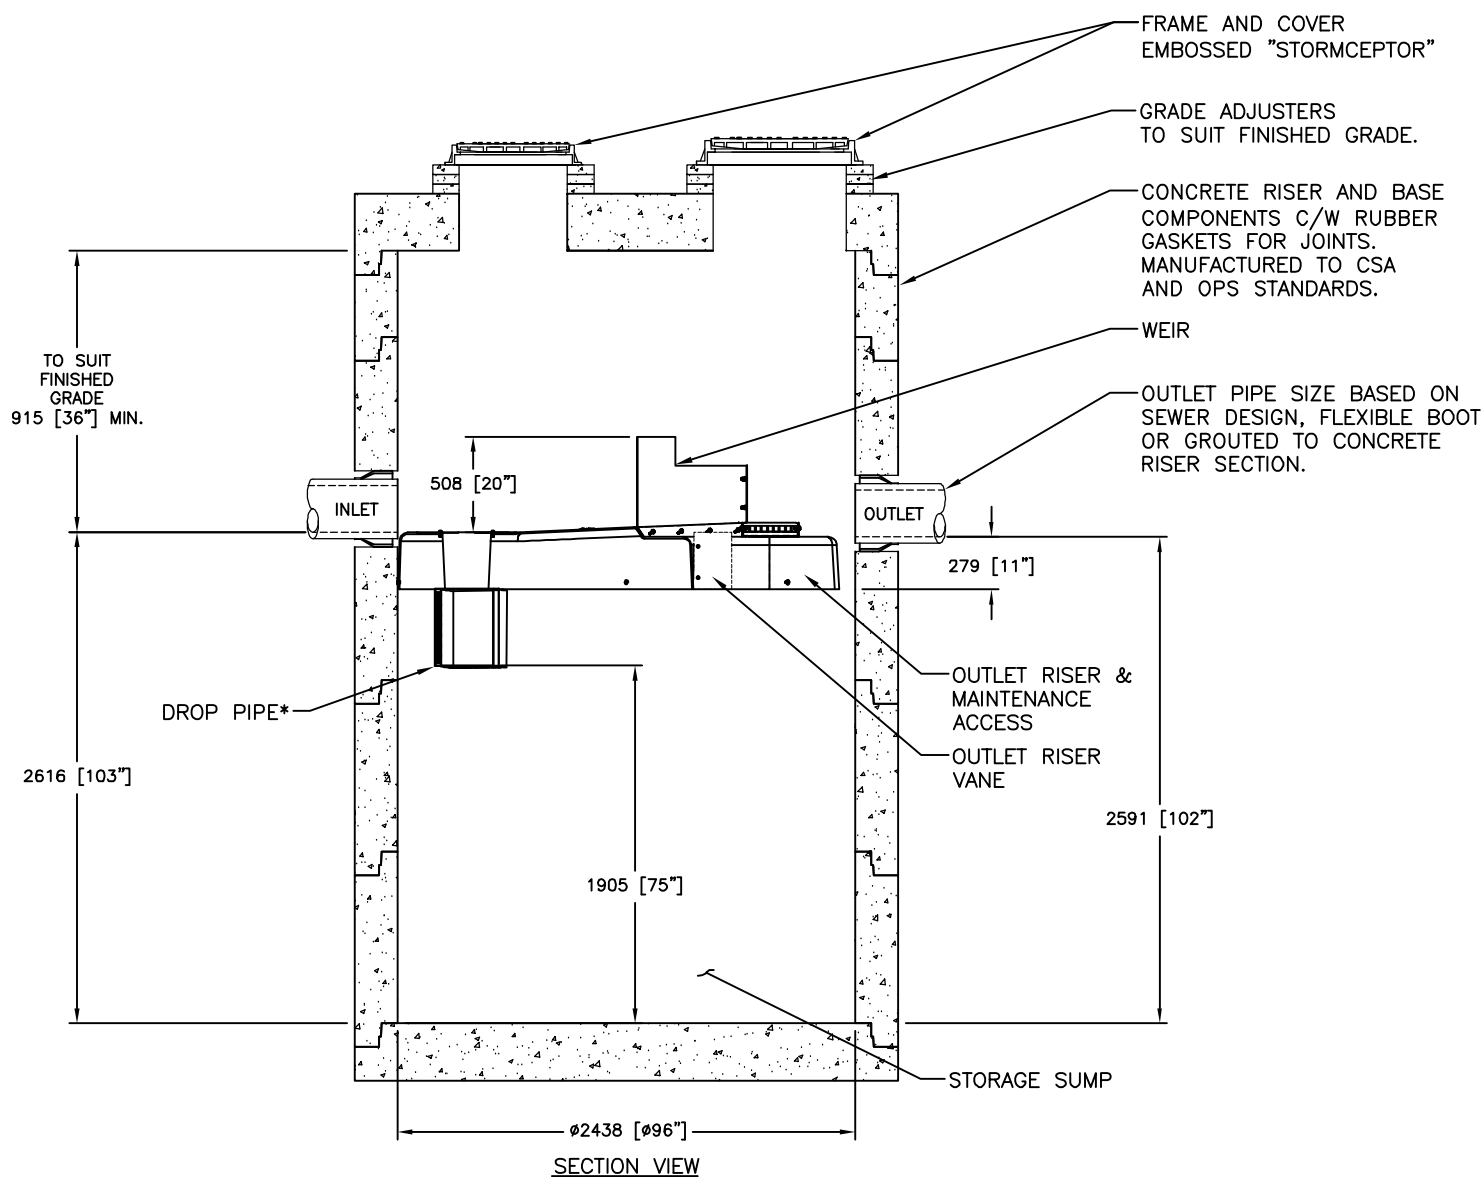 FRAME AND COVER
EMBOSSED "STORMCEPTOR"
GRADE ADJUSTERS
TO SUIT FINISHED GRADE.
CONCRETE RISER AND BASE
COMPONENTS C/W RUBBER
GASKETS FOR JOINTS.
MANUFACTURED TO CSA
AND OPS STANDARDS.
WEIR
TO SUIT
FINISHED
GRADE
915 [36"] MIN.
OUTLET PIPE SIZE BASED ON
SEWER DESIGN, FLEXIBLE BOOT
OR GROUTED TO CONCRETE
RISER SECTION.
508 [20"]
INLET
OUTLET
279 [11"]
OUTLET RISER &
MAINTENANCE
ACCESS
DROP PIPE*
OUTLET RISER
VANE
2616 [103"]
2591 [102"]
1905 [75"]
STORAGE SUMP
ø2438 [ø96"]
SECTION VIEW